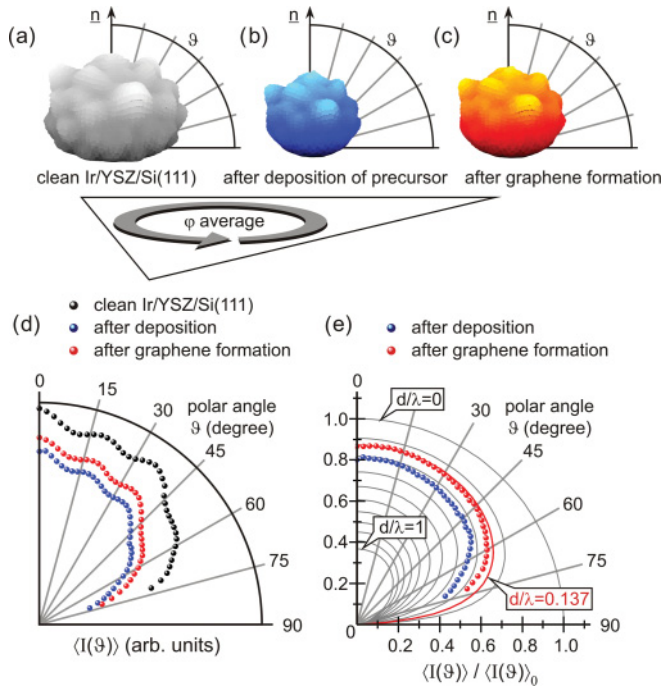 (a) n ϑ
(b) n ϑ
(c) n ϑ
clean Ir/YSZ/Si(111)
after deposition of precursor
after graphene formation
φ average
(d)
clean Ir/YSZ/Si(111)
after deposition
after graphene formation
0
15
30
polar angle
ϑ (degree)
45
60
75
90
⟨I(ϑ)⟩ (arb. units)
(e)
after deposition
after graphene formation
0
d/λ=0
30
polar angle
ϑ (degree)
45
60
75
90
1.0
0.8
0.6
0.4
0.2
0
d/λ=1
d/λ=0.137
0 0.2 0.4 0.6 0.8 1.0
⟨I(ϑ)⟩ / ⟨I(ϑ)⟩₀